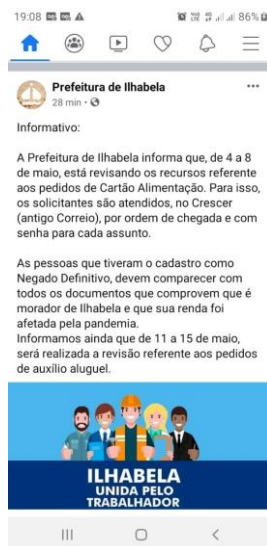 19:08
86%
Prefeitura de Ilhabela
28 min
Informativo:
A Prefeitura de Ilhabela informa que, de 4 a 8
de maio, está revisando os recursos referente
aos pedidos de Cartão Alimentação. Para isso,
os solicitantes são atendidos, no Crescer
(antigo Correio), por ordem de chegada e com
senha para cada assunto.
As pessoas que tiveram o cadastro como
Negado Definitivo, devem comparecer com
todos os documentos que comprovem que é
morador de Ilhabela e que sua renda foi
afetada pela pandemia.
Informamos ainda que de 11 a 15 de maio,
será realizada a revisão referente aos pedidos
de auxílio aluguel.
ILHABELA
UNIDA PELO
TRABALHADOR